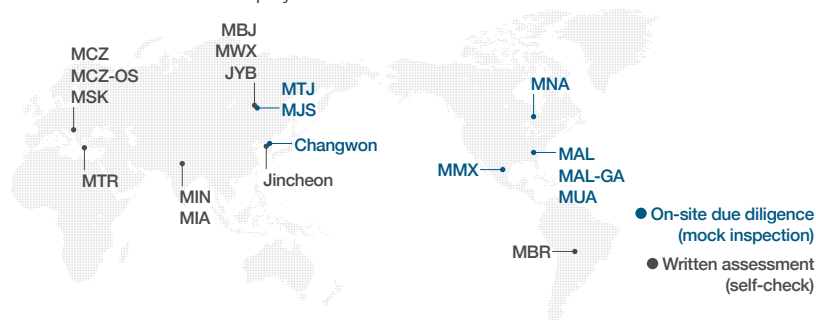 MBJ
MWX
JYB
MCZ
MCZ-OS
MSK
MTJ
MJS
MNA
Changwon
MAL
MAL-GA
MUA
MMX
MTR
Jincheon
MIN
MIA
MBR
On-site due diligence
(mock inspection)
Written assessment
(self-check)